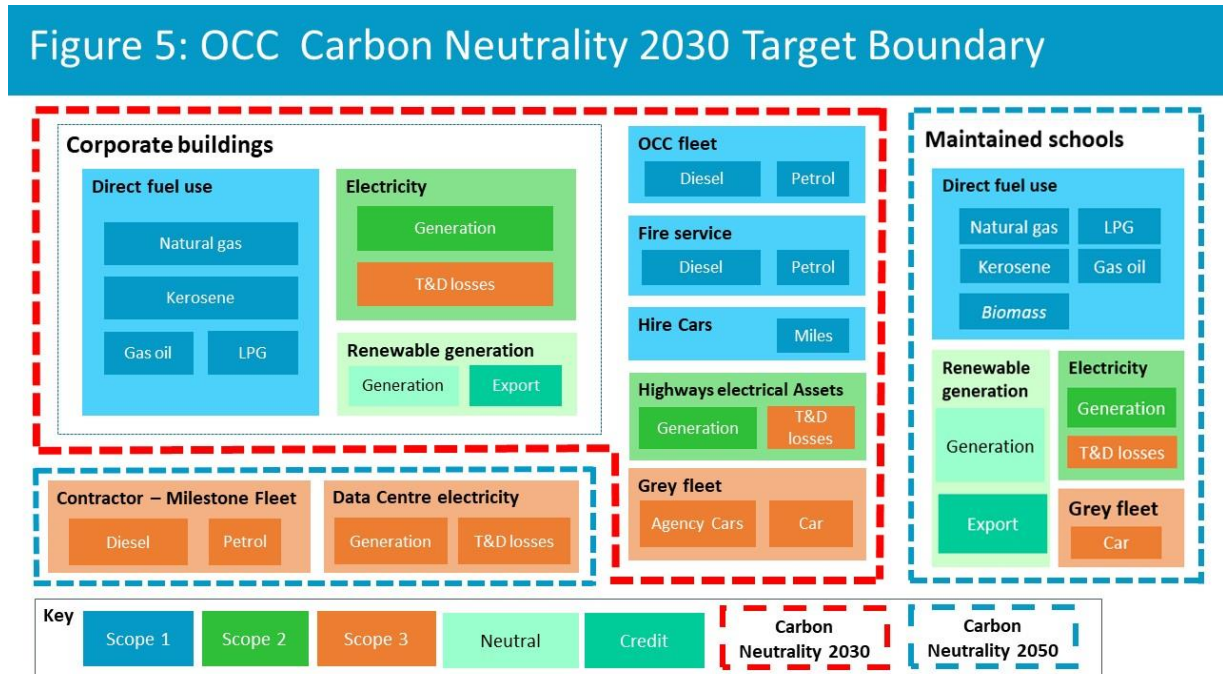 Figure 5: OCC Carbon Neutrality 2030 Target Boundary
Corporate buildings
Direct fuel use
Natural gas
Kerosene
Gas oil
LPG
Electricity
Generation
T&D losses
Renewable generation
Generation
Export
OCC fleet
Diesel
Petrol
Fire service
Diesel
Petrol
Hire Cars
Miles
Highways electrical Assets
Generation
T&D
losses
Grey fleet
Agency Cars
Car
Contractor – Milestone Fleet
Diesel
Petrol
Data Centre electricity
Generation
T&D losses
Maintained schools
Direct fuel use
Natural gas
LPG
Kerosene
Gas oil
Biomass
Renewable
generation
Generation
Export
Electricity
Generation
T&D losses
Grey fleet
Car
Key
Scope 1
Scope 2
Scope 3
Neutral
Credit
Carbon
Neutrality 2030
Carbon
Neutrality 2050